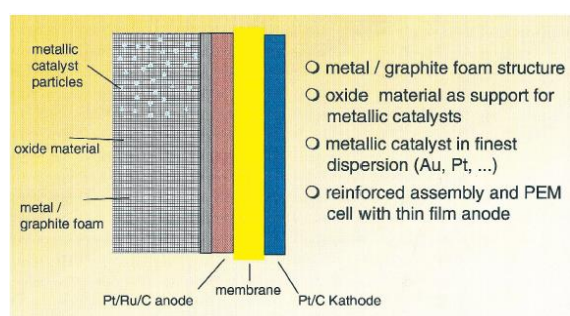 metallic
catalyst
particles
oxide material
metal /
graphite foam
Pt/Ru/C anode
membrane
Pt/C Kathode
O metal / graphite foam structure
O oxide material as support for
metallic catalysts
O metallic catalyst in finest
dispersion (Au, Pt, ...)
O reinforced assembly and PEM
cell with thin film anode